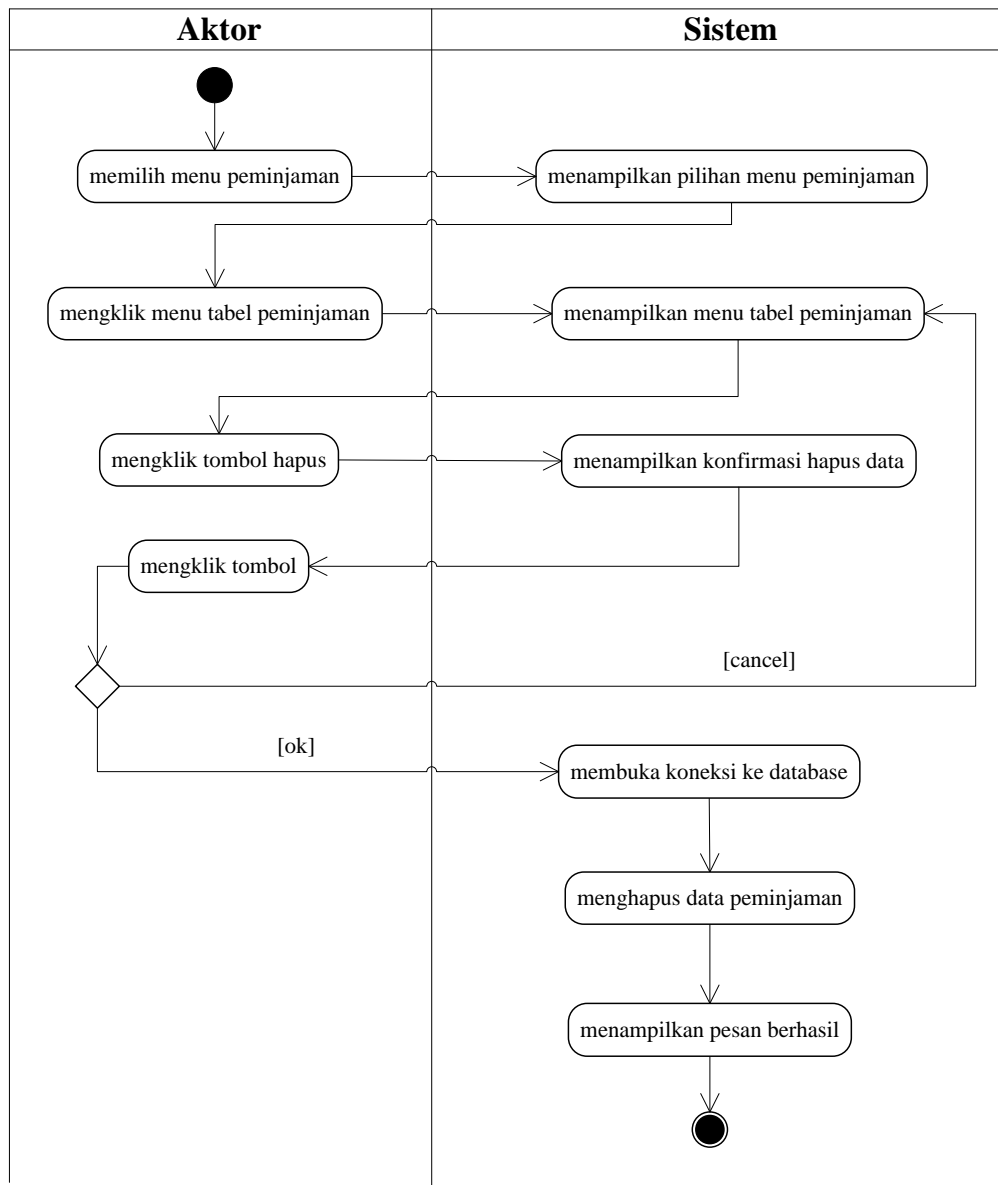 Aktor
Sistem
memilih menu peminjaman
menampilkan pilihan menu peminjaman
mengklik menu tabel peminjaman
menampilkan menu tabel peminjaman
mengklik tombol hapus
menampilkan konfirmasi hapus data
mengklik tombol
[cancel]
[ok]
membuka koneksi ke database
menghapus data peminjaman
menampilkan pesan berhasil